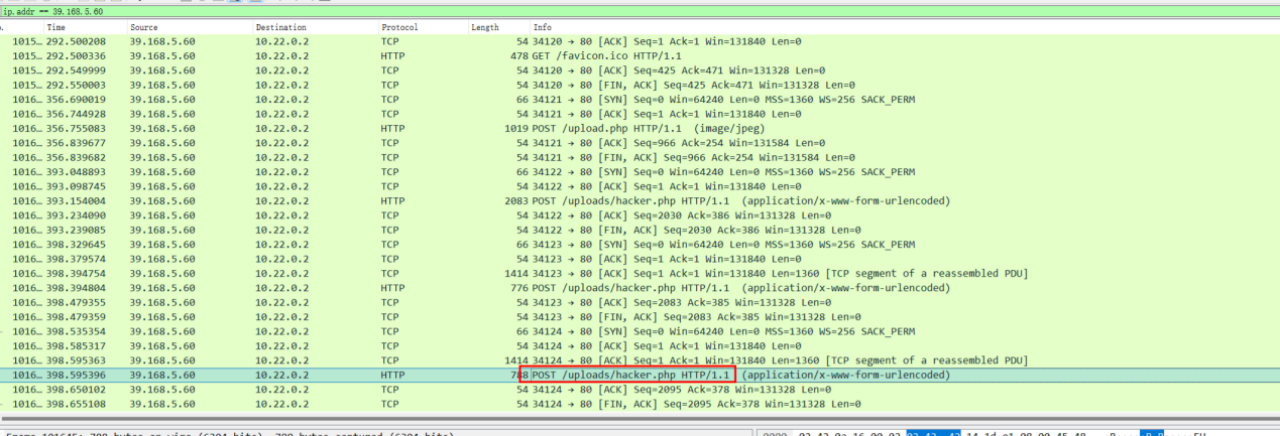 ip.addr == 39.168.5.60
Time Source Destination Protocol Length Info
1015… 292.500208 39.168.5.60 10.22.0.2 TCP 54 34120 → 80 [ACK] Seq=1 Ack=1 Win=131840 Len=0
1015… 292.500336 39.168.5.60 10.22.0.2 HTTP 478 GET /favicon.ico HTTP/1.1
1015… 292.549999 39.168.5.60 10.22.0.2 TCP 54 34120 → 80 [ACK] Seq=425 Ack=471 Win=131328 Len=0
1015… 292.550003 39.168.5.60 10.22.0.2 TCP 54 34120 → 80 [FIN, ACK] Seq=425 Ack=471 Win=131328 Len=0
1016… 356.690019 39.168.5.60 10.22.0.2 TCP 66 34121 → 80 [SYN] Seq=0 Win=64240 Len=0 MSS=1360 WS=256 SACK_PERM
1016… 356.744928 39.168.5.60 10.22.0.2 TCP 54 34121 → 80 [ACK] Seq=1 Ack=1 Win=131840 Len=0
1016… 356.755083 39.168.5.60 10.22.0.2 HTTP 1019 POST /upload.php HTTP/1.1 (image/jpeg)
1016… 356.839677 39.168.5.60 10.22.0.2 TCP 54 34121 → 80 [ACK] Seq=966 Ack=254 Win=131584 Len=0
1016… 356.839682 39.168.5.60 10.22.0.2 TCP 54 34121 → 80 [FIN, ACK] Seq=966 Ack=254 Win=131584 Len=0
1016… 393.048893 39.168.5.60 10.22.0.2 TCP 66 34122 → 80 [SYN] Seq=0 Win=64240 Len=0 MSS=1360 WS=256 SACK_PERM
1016… 393.098745 39.168.5.60 10.22.0.2 TCP 54 34122 → 80 [ACK] Seq=1 Ack=1 Win=131840 Len=0
1016… 393.154004 39.168.5.60 10.22.0.2 HTTP 2083 POST /uploads/hacker.php HTTP/1.1 (application/x-www-form-urlencoded)
1016… 393.234090 39.168.5.60 10.22.0.2 TCP 54 34122 → 80 [ACK] Seq=2030 Ack=386 Win=131328 Len=0
1016… 393.239085 39.168.5.60 10.22.0.2 TCP 54 34122 → 80 [FIN, ACK] Seq=2030 Ack=386 Win=131328 Len=0
1016… 398.329645 39.168.5.60 10.22.0.2 TCP 66 34123 → 80 [SYN] Seq=0 Win=64240 Len=0 MSS=1360 WS=256 SACK_PERM
1016… 398.379574 39.168.5.60 10.22.0.2 TCP 54 34123 → 80 [ACK] Seq=1 Ack=1 Win=131840 Len=0
1016… 398.394754 39.168.5.60 10.22.0.2 TCP 1414 34123 → 80 [ACK] Seq=1 Ack=1 Win=131840 Len=1360 [TCP segment of a reassembled PDU]
1016… 398.394804 39.168.5.60 10.22.0.2 HTTP 776 POST /uploads/hacker.php HTTP/1.1 (application/x-www-form-urlencoded)
1016… 398.479355 39.168.5.60 10.22.0.2 TCP 54 34123 → 80 [ACK] Seq=2083 Ack=385 Win=131328 Len=0
1016… 398.479359 39.168.5.60 10.22.0.2 TCP 54 34123 → 80 [FIN, ACK] Seq=2083 Ack=385 Win=131328 Len=0
1016… 398.535354 39.168.5.60 10.22.0.2 TCP 66 34124 → 80 [SYN] Seq=0 Win=64240 Len=0 MSS=1360 WS=256 SACK_PERM
1016… 398.585317 39.168.5.60 10.22.0.2 TCP 54 34124 → 80 [ACK] Seq=1 Ack=1 Win=131840 Len=0
1016… 398.595363 39.168.5.60 10.22.0.2 TCP 1414 34124 → 80 [ACK] Seq=1 Ack=1 Win=131840 Len=1360 [TCP segment of a reassembled PDU]
1016… 398.595396 39.168.5.60 10.22.0.2 HTTP 788 POST /uploads/hacker.php HTTP/1.1 (application/x-www-form-urlencoded)
1016… 398.650102 39.168.5.60 10.22.0.2 TCP 54 34124 → 80 [ACK] Seq=2095 Ack=378 Win=131328 Len=0
1016… 398.655108 39.168.5.60 10.22.0.2 TCP 54 34124 → 80 [FIN, ACK] Seq=2095 Ack=378 Win=131328 Len=0